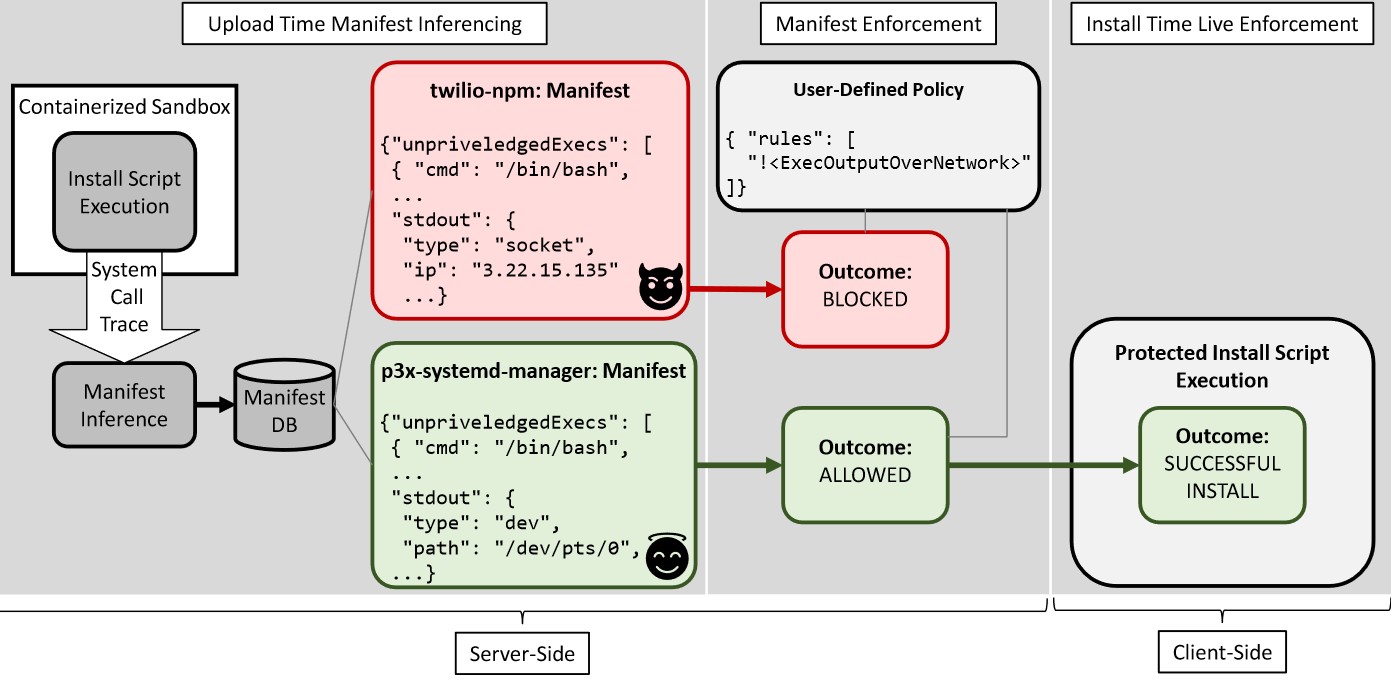 Upload Time Manifest Inferencing
Manifest Enforcement
Install Time Live Enforcement
Containerized Sandbox
Install Script
Execution
System
Call
Trace
Manifest
Inference
Manifest
DB
twilio-npm: Manifest
{"unpriveledgedExecs": [
{ "cmd": "/bin/bash",
...
"stdout": {
"type": "socket",
"ip": "3.22.15.135"
...}
p3x-systemd-manager: Manifest
{"unpriveledgedExecs": [
{ "cmd": "/bin/bash",
...
"stdout": {
"type": "dev",
"path": "/dev/pts/0",
...}
User-Defined Policy
{ "rules": [
"!<ExecOutputOverNetwork>"
]}
Outcome:
BLOCKED
Outcome:
ALLOWED
Protected Install Script
Execution
Outcome:
SUCCESSFUL
INSTALL
Server-Side
Client-Side